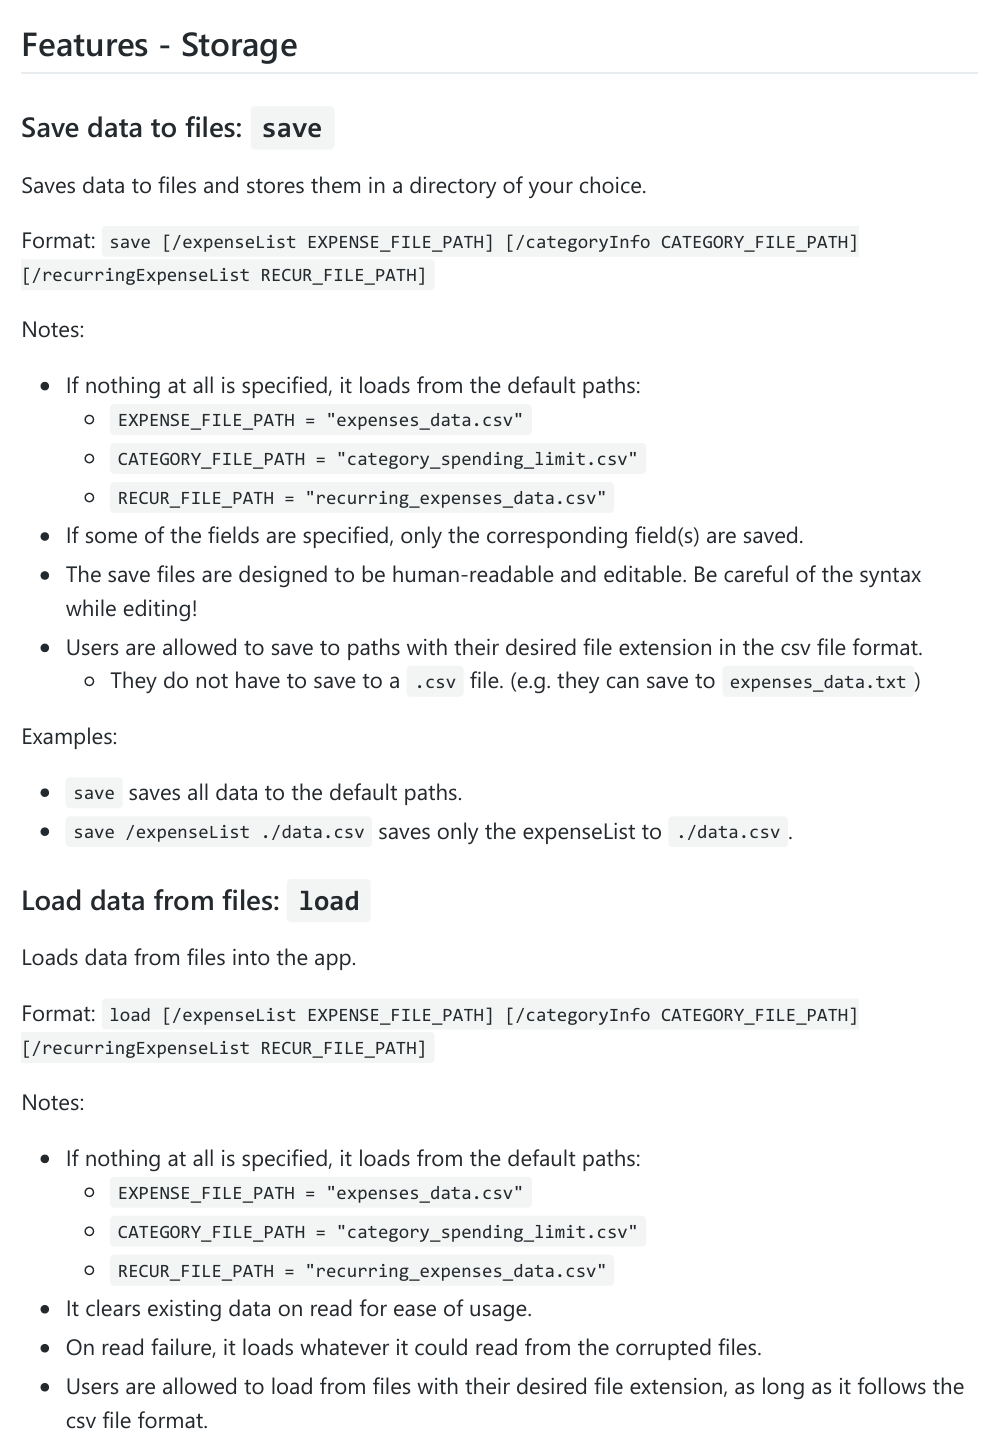 Features - Storage
Save data to files: save
Saves data to files and stores them in a directory of your choice.
Format: save [/expenseList EXPENSE_FILE_PATH] [/categoryInfo CATEGORY_FILE_PATH]
[/recurringExpenseList RECUR_FILE_PATH]
Notes:
• If nothing at all is specified, it loads from the default paths:
◦ EXPENSE_FILE_PATH = "expenses_data.csv"
◦ CATEGORY_FILE_PATH = "category_spending_limit.csv"
◦ RECUR_FILE_PATH = "recurring_expenses_data.csv"
• If some of the fields are specified, only the corresponding field(s) are saved.
• The save files are designed to be human-readable and editable. Be careful of the syntax
while editing!
• Users are allowed to save to paths with their desired file extension in the csv file format.
◦ They do not have to save to a .csv file. (e.g. they can save to expenses_data.txt)
Examples:
• save saves all data to the default paths.
• save /expenseList ./data.csv saves only the expenseList to ./data.csv.
Load data from files: load
Loads data from files into the app.
Format: load [/expenseList EXPENSE_FILE_PATH] [/categoryInfo CATEGORY_FILE_PATH]
[/recurringExpenseList RECUR_FILE_PATH]
Notes:
• If nothing at all is specified, it loads from the default paths:
◦ EXPENSE_FILE_PATH = "expenses_data.csv"
◦ CATEGORY_FILE_PATH = "category_spending_limit.csv"
◦ RECUR_FILE_PATH = "recurring_expenses_data.csv"
• It clears existing data on read for ease of usage.
• On read failure, it loads whatever it could read from the corrupted files.
• Users are allowed to load from files with their desired file extension, as long as it follows the
csv file format.